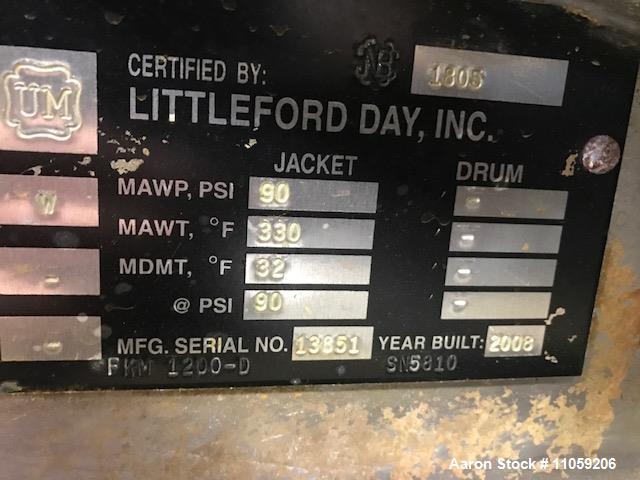 CERTIFIED BY: NB 1805
UM
LITTLEFORD DAY, INC.
JACKET DRUM
W
MAWP, PSI 90 -
MAWT, °F 330 -
- MDMT, °F 32 -
@ PSI 90 -
- MFG. SERIAL NO. 13851 YEAR BUILT: 2008
FKM 1200-D SN5810
Aaron Stock # 11059206